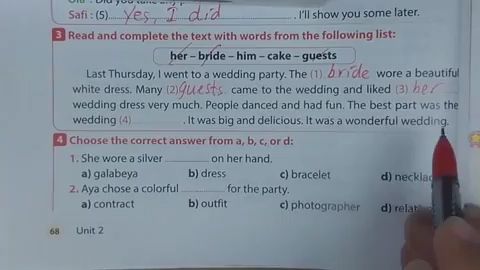 Safi : (5) Yes, I did . I'll show you some later.
3 Read and complete the text with words from the following list:
her – bride – him – cake – guests
Last Thursday, I went to a wedding party. The (1) bride wore a beautiful
white dress. Many (2) guests came to the wedding and liked (3) her
wedding dress very much. People danced and had fun. The best part was the
wedding (4) . It was big and delicious. It was a wonderful wedding.
4 Choose the correct answer from a, b, c, or d:
1. She wore a silver on her hand.
a) galabeya b) dress c) bracelet d)
2. Aya chose a colorful for the party.
a) contract b) outfit c) photographer d)
68 Unit 2